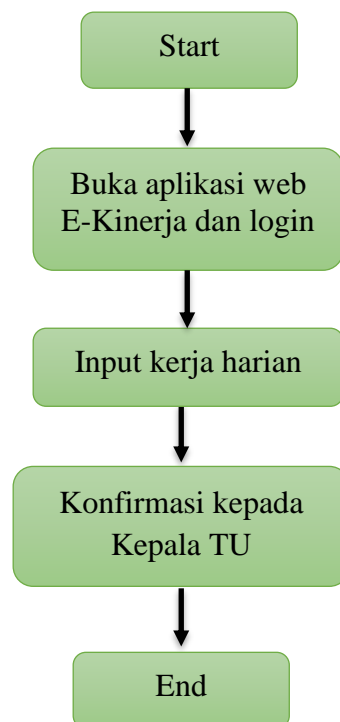 Start
Buka aplikasi web
E-Kinerja dan login
Input kerja harian
Konfirmasi kepada
Kepala TU
End